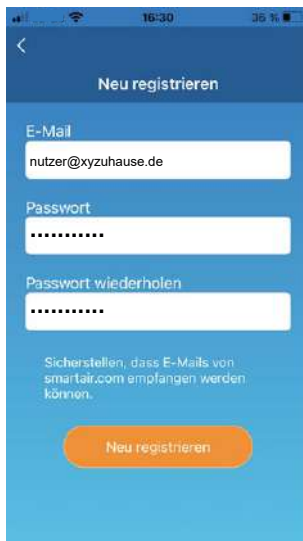 16:30
36 %
Neu registrieren
E-Mail
nutzer@xyzuhause.de
Passwort
•••••••••••
Passwort wiederholen
•••••••••••
Sicherstellen, dass E-Mails von
smartair.com empfangen werden
können.
Neu registrieren